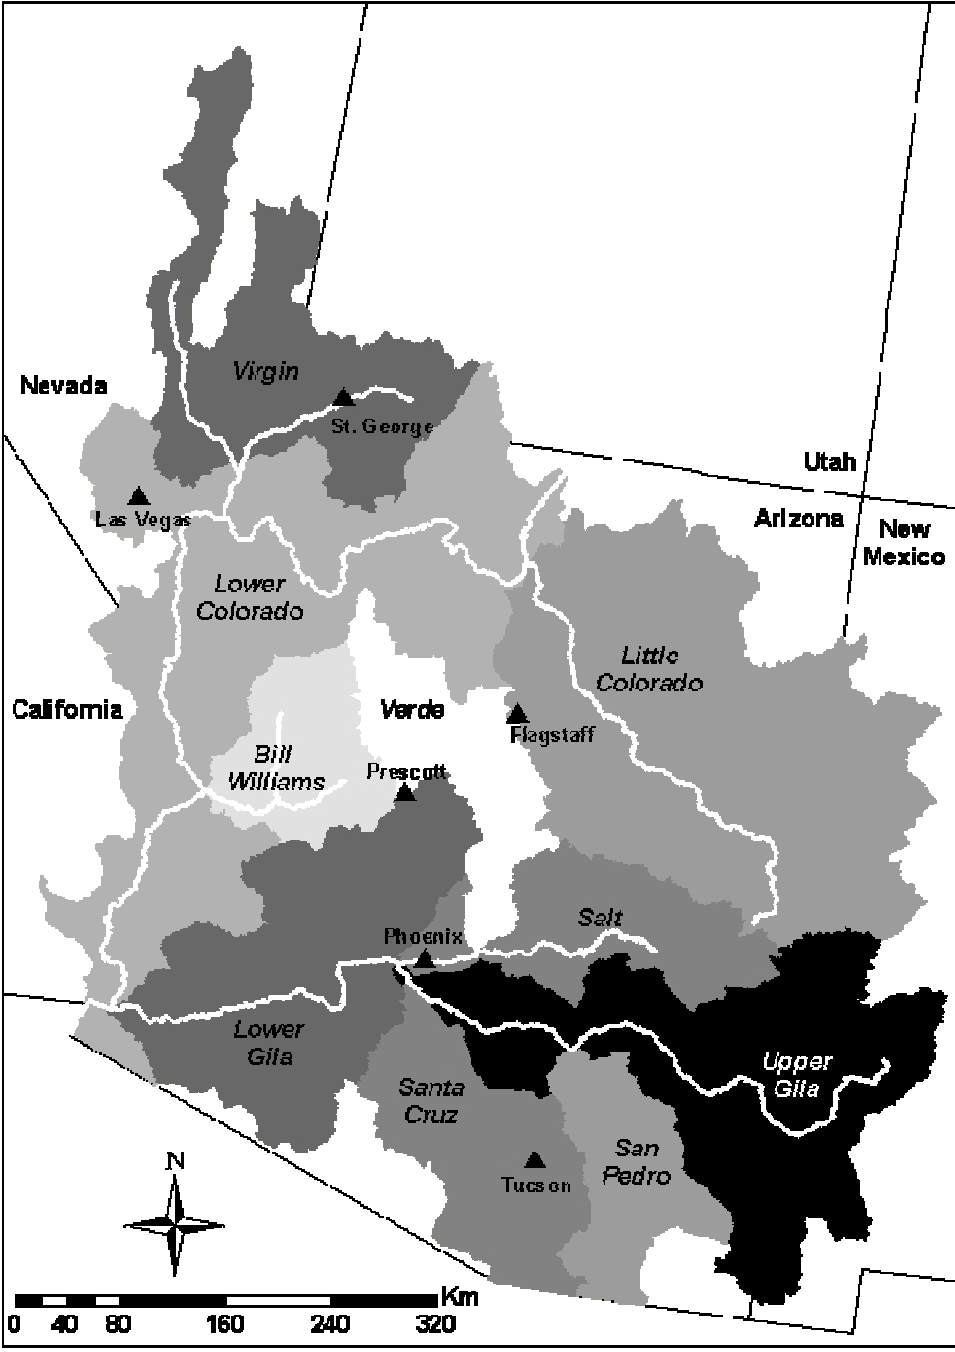 Virgin
Nevada
St. George
Utah
Las Vegas
Arizona
New
Mexico
Lower
Colorado
Little
Colorado
California
Verde
Flagstaff
Bill
Williams
Prescott
Salt
Phoenix
Lower
Gila
Upper
Gila
Santa
Cruz
San
Pedro
N
Tucson
Km
0 40 80 160 240 320